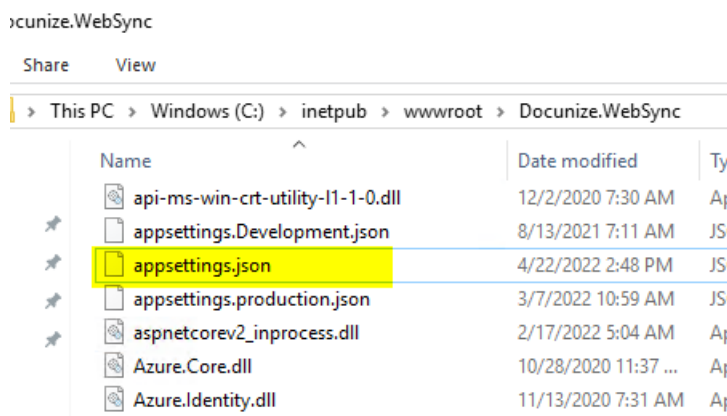 ocunize.WebSync
Share View
> This PC > Windows (C:) > inetpub > wwwroot > Docunize.WebSync
Name Date modified Ty
api-ms-win-crt-utility-l1-1-0.dll 12/2/2020 7:30 AM Ap
appsettings.Development.json 8/13/2021 7:11 AM JS
appsettings.json 4/22/2022 2:48 PM JS
appsettings.production.json 3/7/2022 10:59 AM JS
aspnetcorev2_inprocess.dll 2/17/2022 5:04 AM Ap
Azure.Core.dll 10/28/2020 11:37 ... Ap
Azure.Identity.dll 11/13/2020 7:31 AM Ap